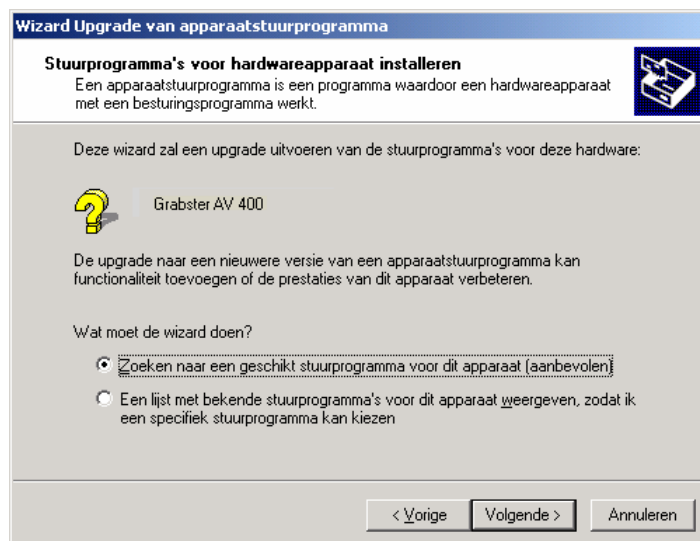 Wizard Upgrade van apparaatstuurprogramma
Stuurprogramma's voor hardwareapparaat installeren
Een apparaatstuurprogramma is een programma waardoor een hardwareapparaat
met een besturingsprogramma werkt.
Deze wizard zal een upgrade uitvoeren van de stuurprogramma's voor deze hardware:
Grabster AV 400
De upgrade naar een nieuwere versie van een apparaatstuurprogramma kan
functionaliteit toevoegen of de prestaties van dit apparaat verbeteren.
Wat moet de wizard doen?
Zoeken naar een geschikt stuurprogramma voor dit apparaat (aanbevolen)
Een lijst met bekende stuurprogramma's voor dit apparaat weergeven, zodat ik
een specifiek stuurprogramma kan kiezen
< Vorige
Volgende >
Annuleren